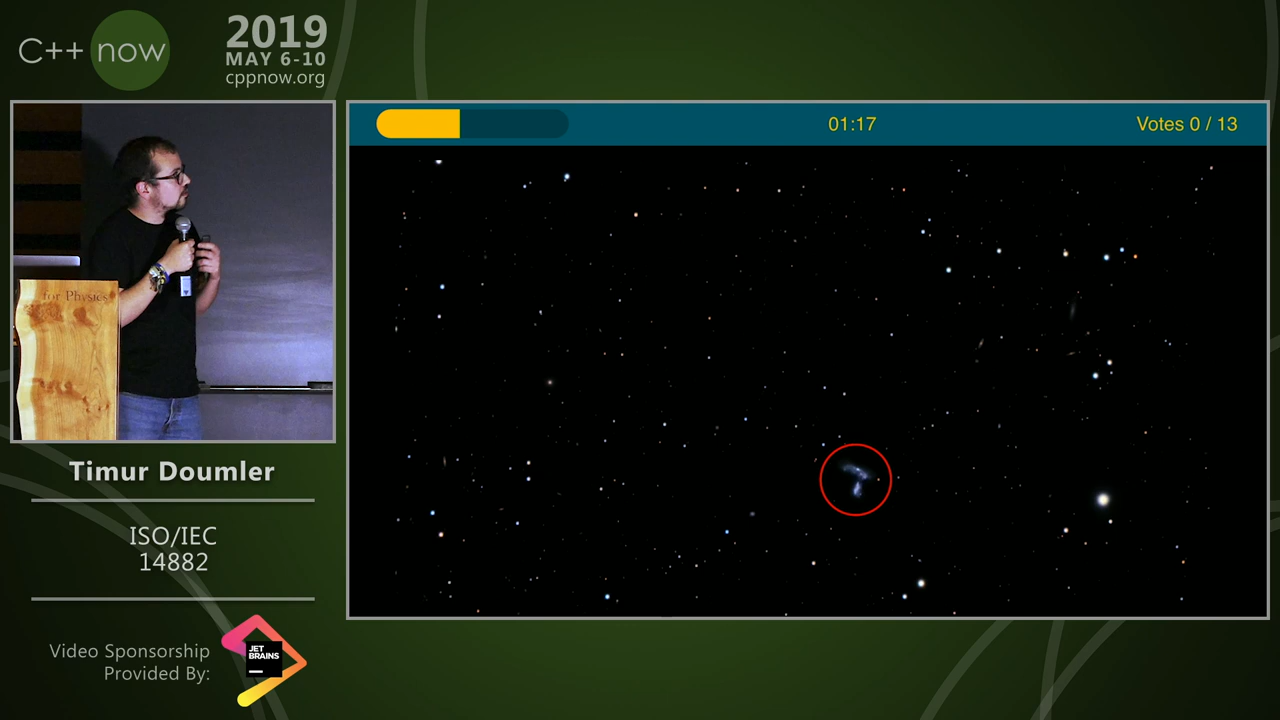 C++ now
2019
MAY 6-10
cppnow.org
01:17
Votes 0 / 13
for Physics
Timur Doumler
ISO/IEC
14882
Video Sponsorship
Provided By:
JET
BRAINS